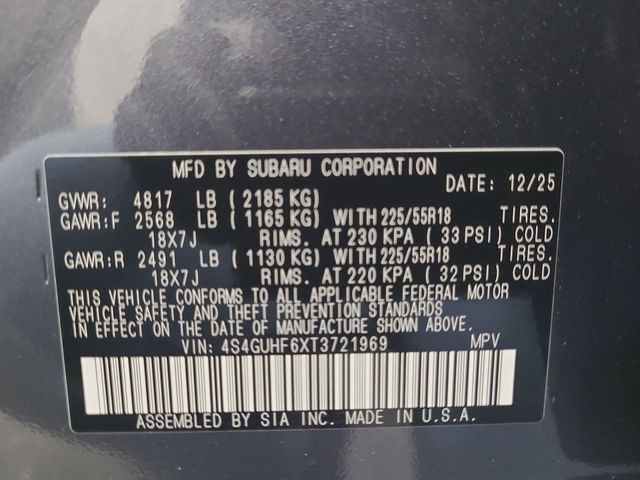 MFD BY SUBARU CORPORATION
DATE: 12/25
GVWR: 4817 LB ( 2185 KG)
GAWR:F 2568 LB ( 1165 KG) WITH 225/55R18 TIRES.
18X7J RIMS. AT 230 KPA ( 33 PSI) COLD
GAWR:R 2491 LB ( 1130 KG) WITH 225/55R18 TIRES.
18X7J RIMS. AT 220 KPA ( 32 PSI) COLD
THIS VEHICLE CONFORMS TO ALL APPLICABLE FEDERAL MOTOR
VEHICLE SAFETY AND THEFT PREVENTION STANDARDS
IN EFFECT ON THE DATE OF MANUFACTURE SHOWN ABOVE.
VIN: 4S4GUHF6XT3721969 MPV
ASSEMBLED BY SIA INC. MADE IN U.S.A.